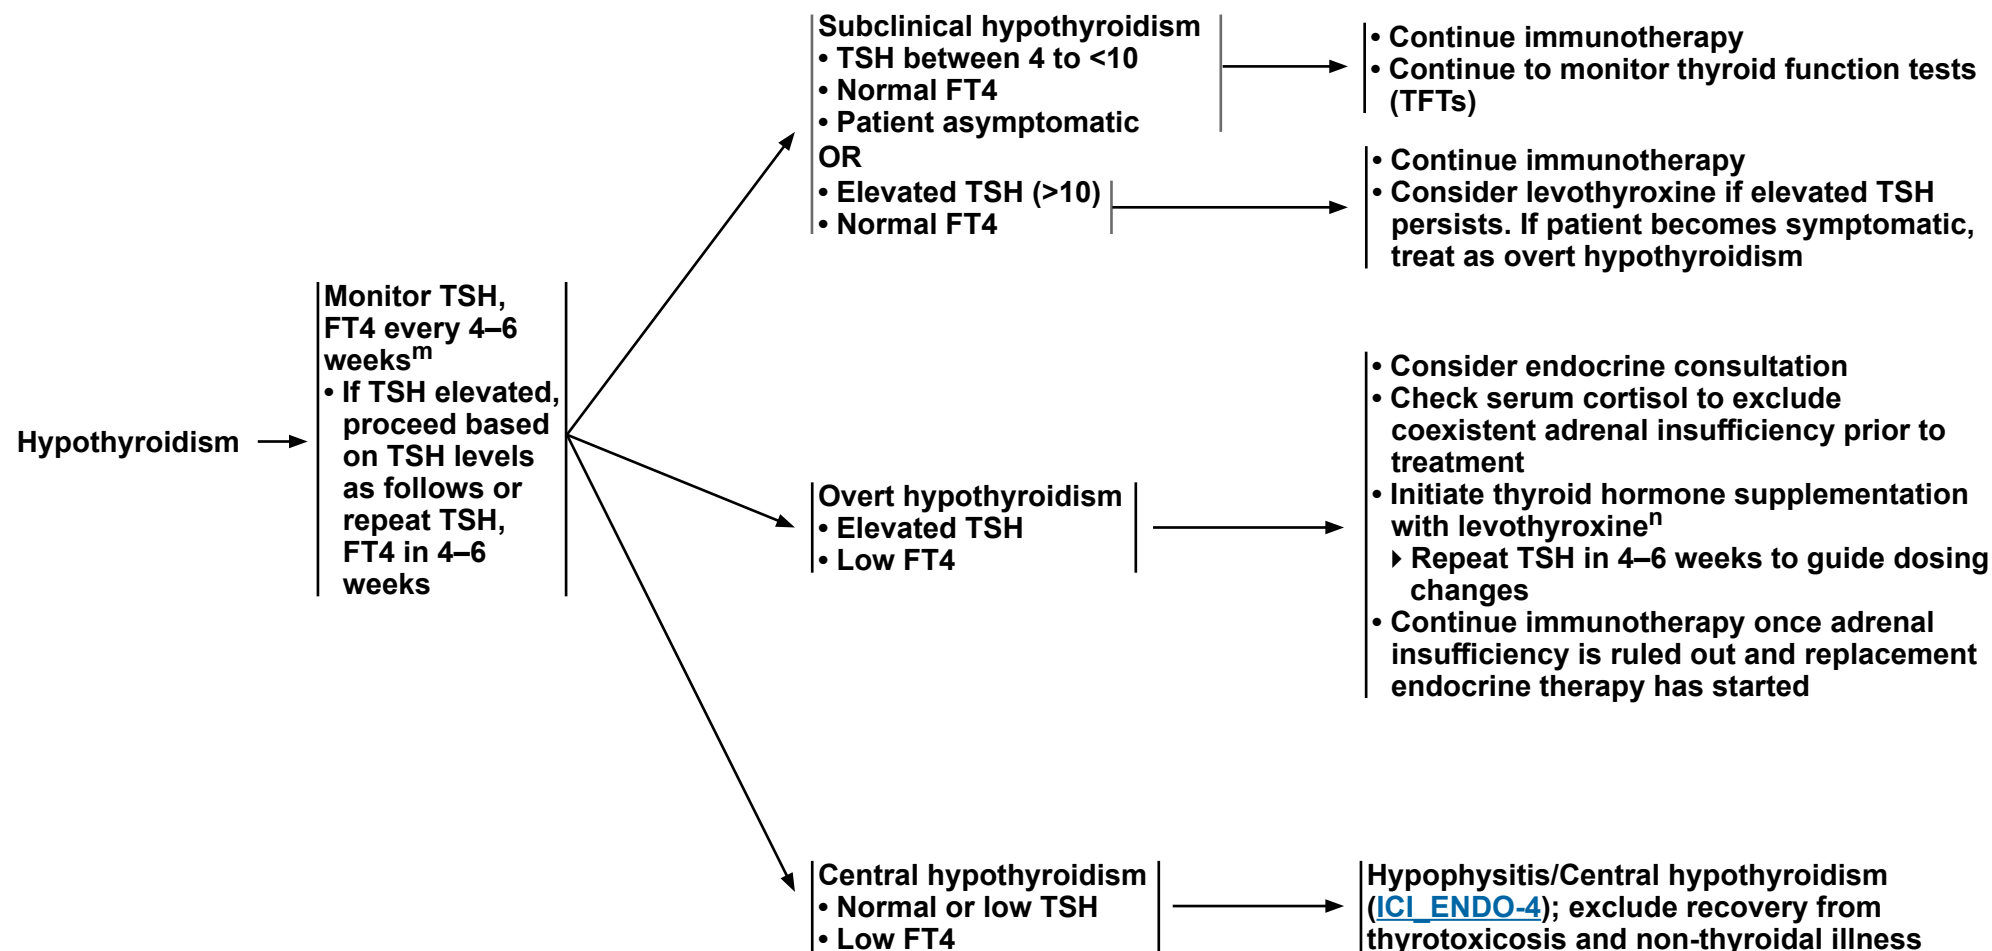 Hypothyroidism
Monitor TSH,
FT4 every 4–6
weeksm
• If TSH elevated,
proceed based
on TSH levels
as follows or
repeat TSH,
FT4 in 4–6
weeks
Subclinical hypothyroidism
• TSH between 4 to <10
• Normal FT4
• Patient asymptomatic
OR
• Elevated TSH (>10)
• Normal FT4
• Continue immunotherapy
• Continue to monitor thyroid function tests
(TFTs)
• Continue immunotherapy
• Consider levothyroxine if elevated TSH
persists. If patient becomes symptomatic,
treat as overt hypothyroidism
Overt hypothyroidism
• Elevated TSH
• Low FT4
• Consider endocrine consultation
• Check serum cortisol to exclude
coexistent adrenal insufficiency prior to
treatment
• Initiate thyroid hormone supplementation
with levothyroxinen
▸ Repeat TSH in 4–6 weeks to guide dosing
changes
• Continue immunotherapy once adrenal
insufficiency is ruled out and replacement
endocrine therapy has started
Central hypothyroidism
• Normal or low TSH
• Low FT4
Hypophysitis/Central hypothyroidism
(ICI_ENDO-4); exclude recovery from
thyrotoxicosis and non-thyroidal illness